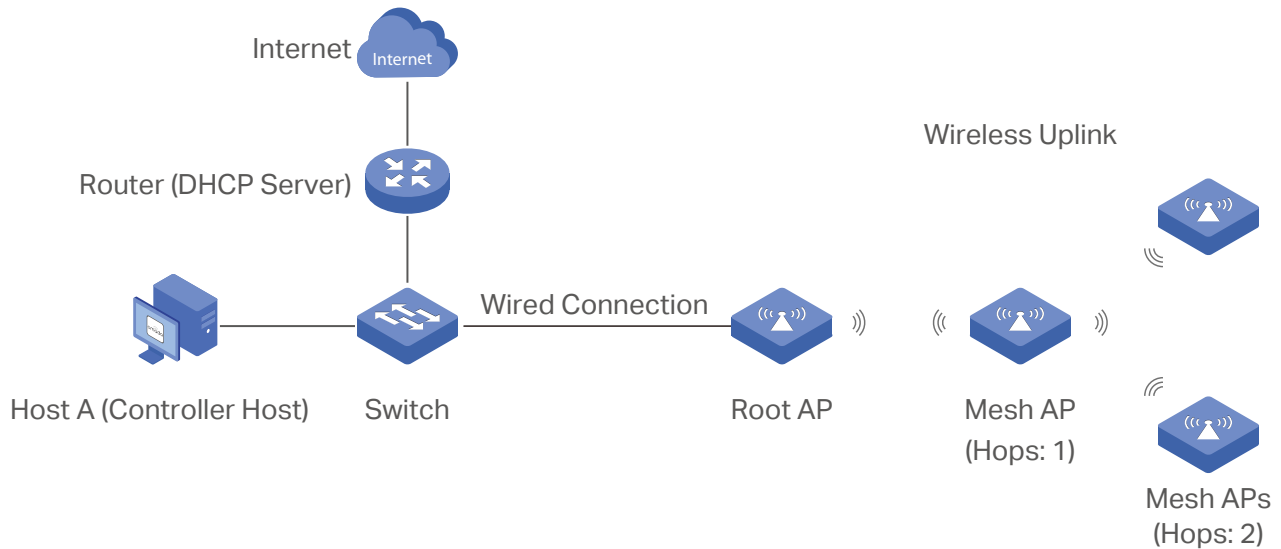 Internet
Internet
Wireless Uplink
Router (DHCP Server)
Wired Connection
Host A (Controller Host)
Switch
Root AP
Mesh AP
(Hops: 1)
Mesh APs
(Hops: 2)